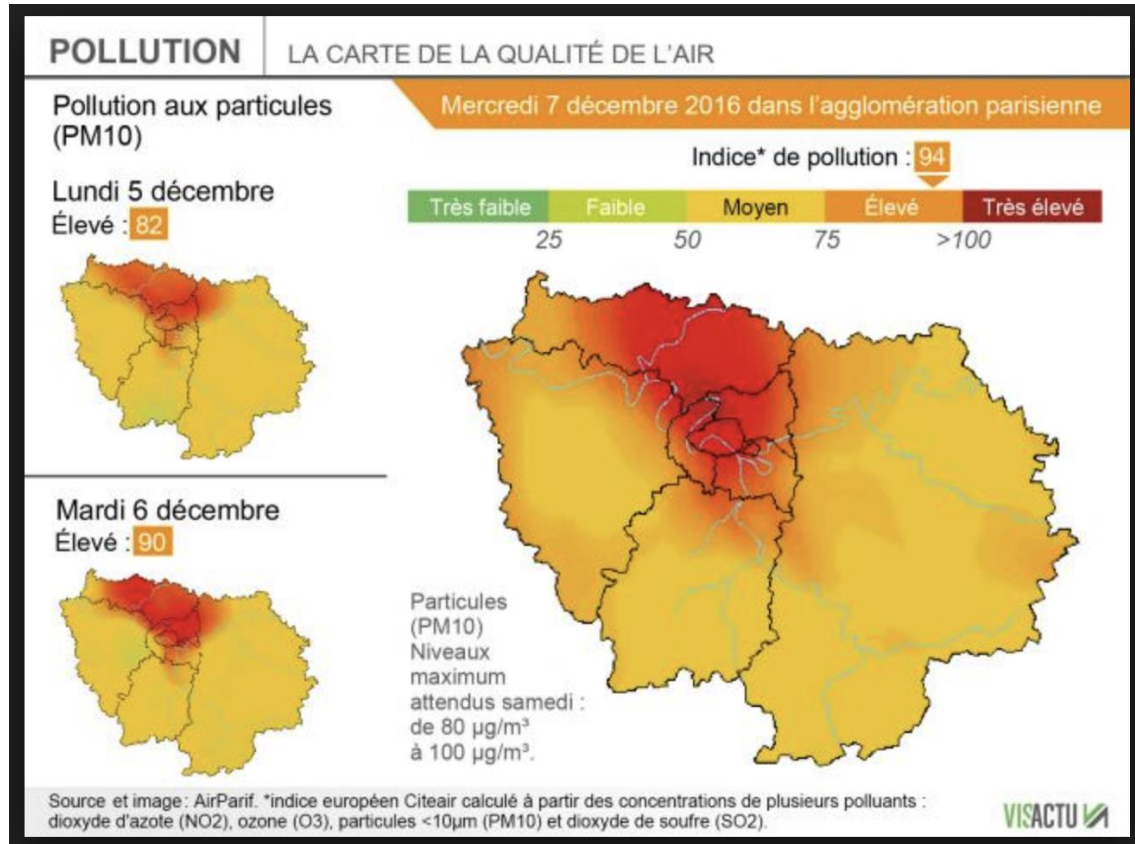 POLLUTION
LA CARTE DE LA QUALITÉ DE L'AIR
Pollution aux particules
(PM10)
Lundi 5 décembre
Élevé : 82
Mardi 6 décembre
Élevé : 90
Mercredi 7 décembre 2016 dans l'agglomération parisienne
Indice* de pollution : 94
Très faible Faible Moyen Élevé Très élevé
25 50 75 >100
Particules
(PM10)
Niveaux
maximum
attendus samedi :
de 80 µg/m³
à 100 µg/m³.
Source et image : AirParif. *indice européen Citeair calculé à partir des concentrations de plusieurs polluants :
dioxyde d'azote (NO2), ozone (O3), particules <10µm (PM10) et dioxyde de soufre (SO2).
VISACTU